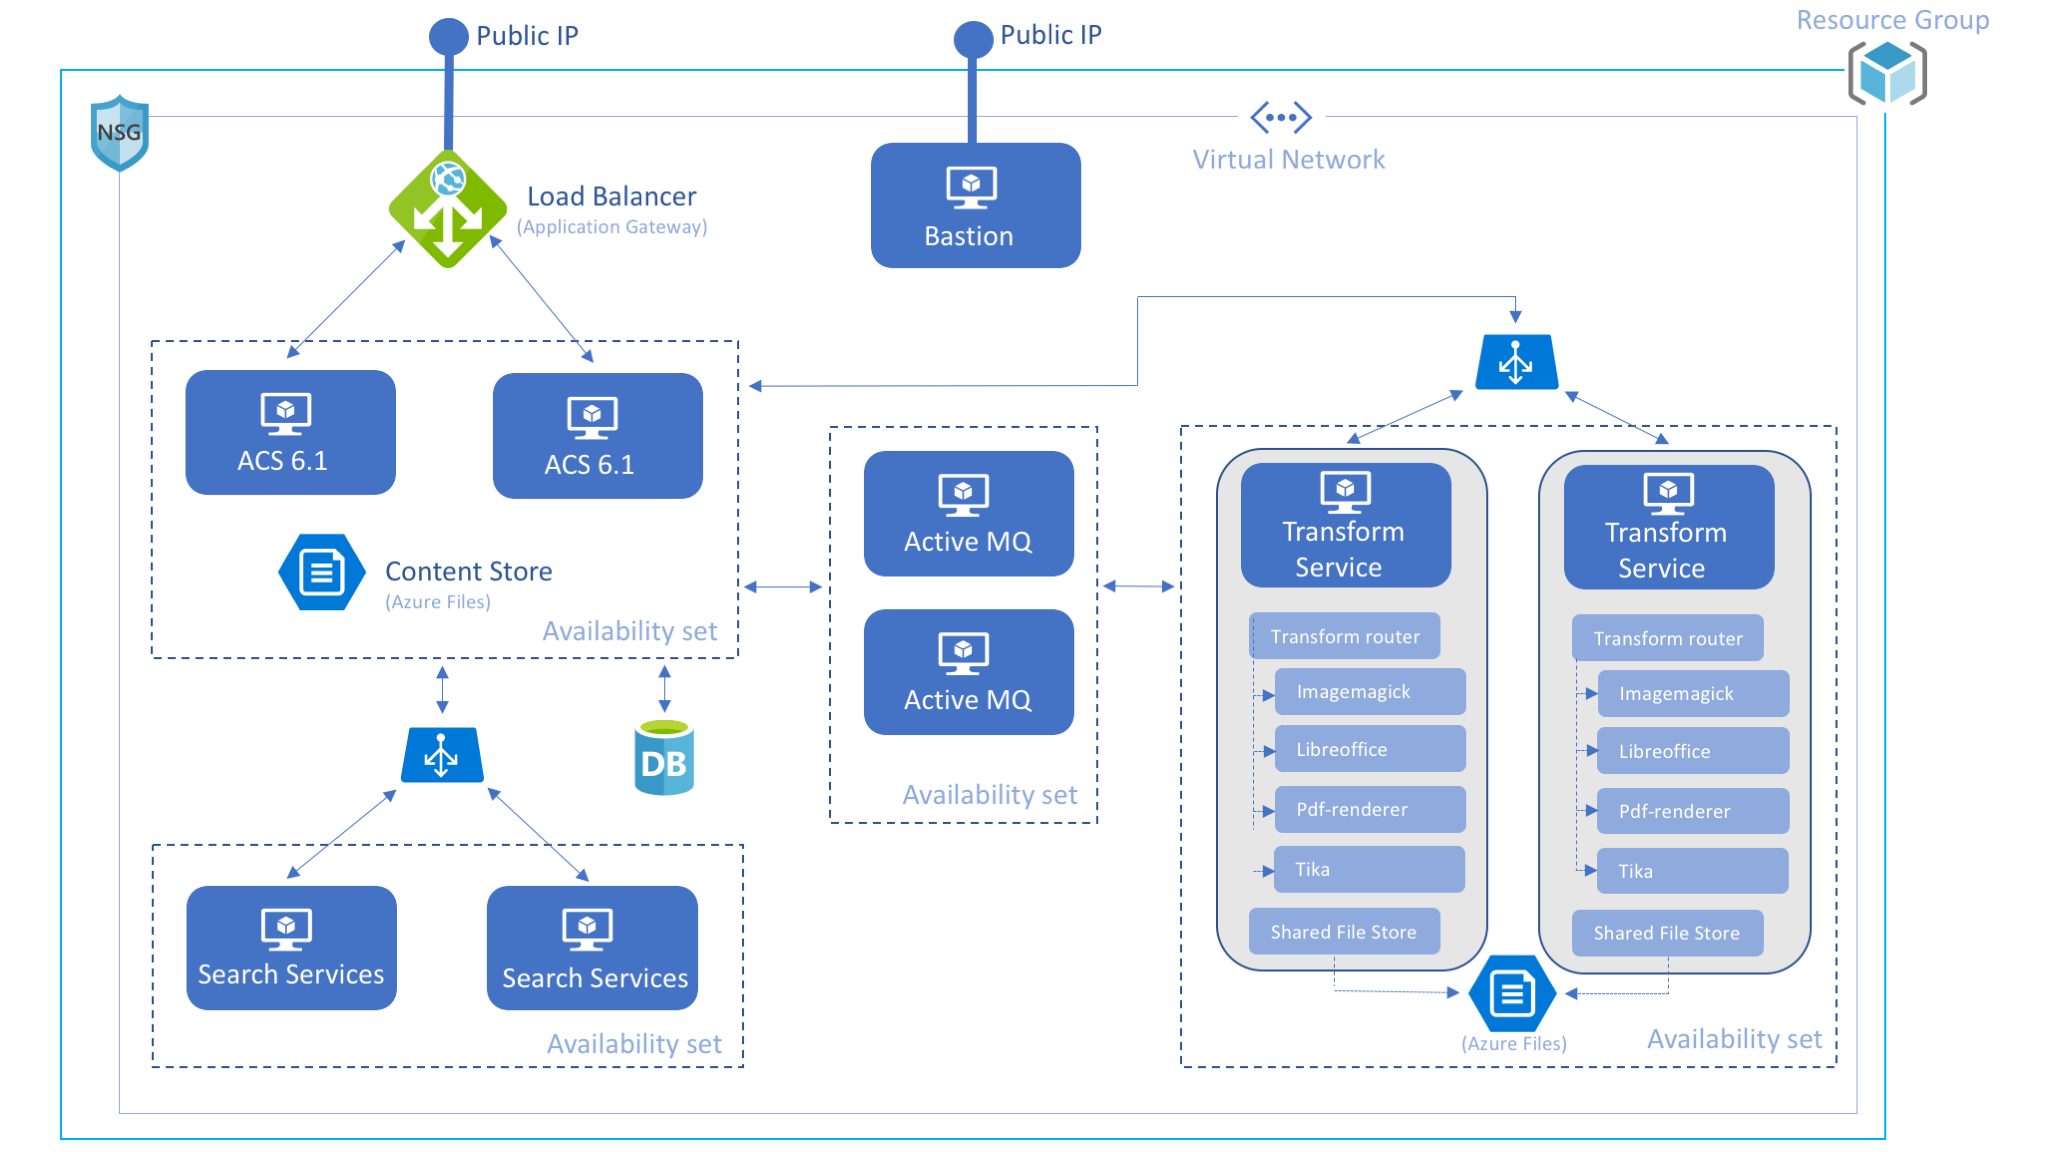 Public IP
Public IP
Resource Group
NSG
Virtual Network
Load Balancer
(Application Gateway)
Bastion
ACS 6.1
ACS 6.1
Content Store
(Azure Files)
Availability set
Active MQ
Active MQ
Availability set
DB
Search Services
Search Services
Availability set
Transform
Service
Transform router
Imagemagick
Libreoffice
Pdf-renderer
Tika
Shared File Store
Transform
Service
Transform router
Imagemagick
Libreoffice
Pdf-renderer
Tika
Shared File Store
(Azure Files)
Availability set